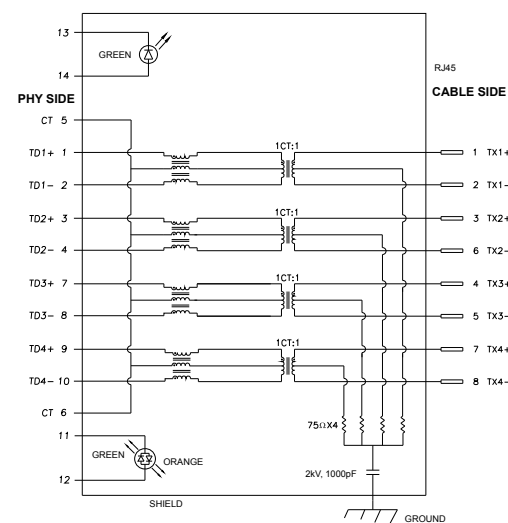 13
GREEN
14
RJ45
PHY SIDE
CABLE SIDE
CT 5
1CT:1
TD1+ 1
1 TX1+
TD1- 2
2 TX1-
1CT:1
TD2+ 3
3 TX2+
TD2- 4
6 TX2-
1CT:1
TD3+ 7
4 TX3+
TD3- 8
5 TX3-
1CT:1
TD4+ 9
7 TX4+
TD4- 10
8 TX4-
CT 6
75ΩX4
11
GREEN
ORANGE
12
2kV, 1000pF
SHIELD
GROUND